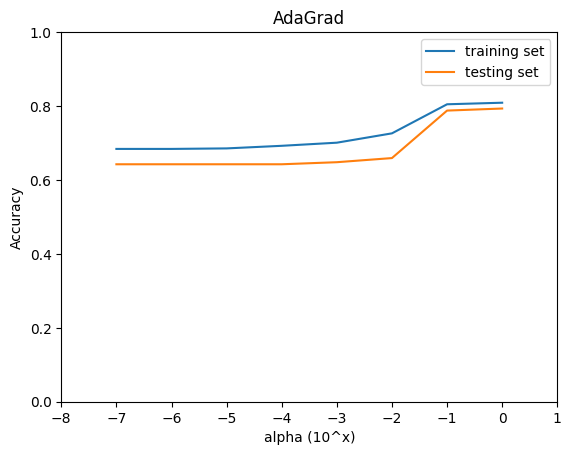 AdaGrad
training set
testing set
1.0
0.8
0.6
0.4
0.2
0.0
Accuracy
−8 −7 −6 −5 −4 −3 −2 −1 0 1
alpha (10^x)